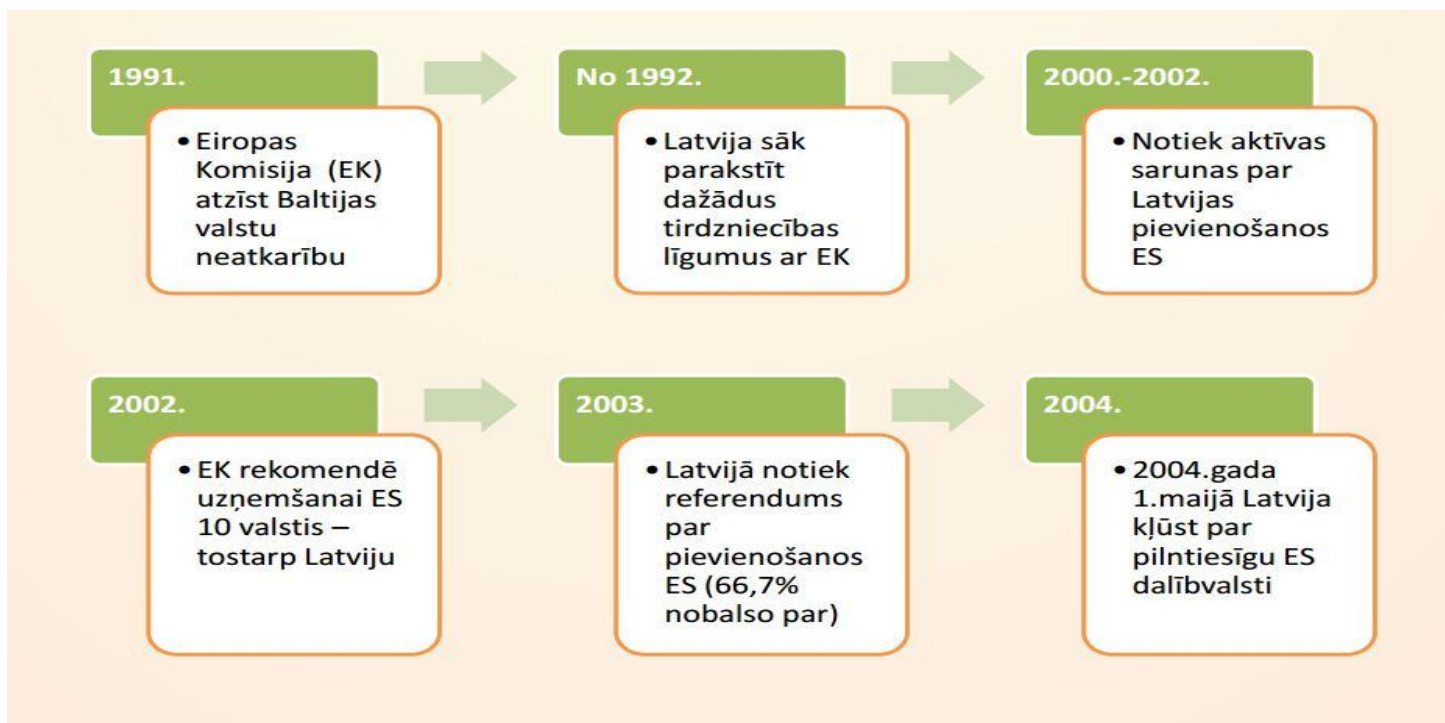 1991.
• Eiropas
Komisija (EK)
atzīst Baltijas
valstu
neatkarību
No 1992.
• Latvija sāk
parakstīt
dažādus
tirdzniecības
līgumus ar EK
2000.-2002.
• Notiek aktīvas
sarunas par
Latvijas
pievienošanos
ES
2002.
• EK rekomendē
uzņemšanai ES
10 valstis –
tostarp Latviju
2003.
• Latvijā notiek
referendums
par
pievienošanos
ES (66,7%
nobalso par)
2004.
• 2004.gada
1.maijā Latvija
kļūst par
pilntiesīgu ES
dalībvalsti